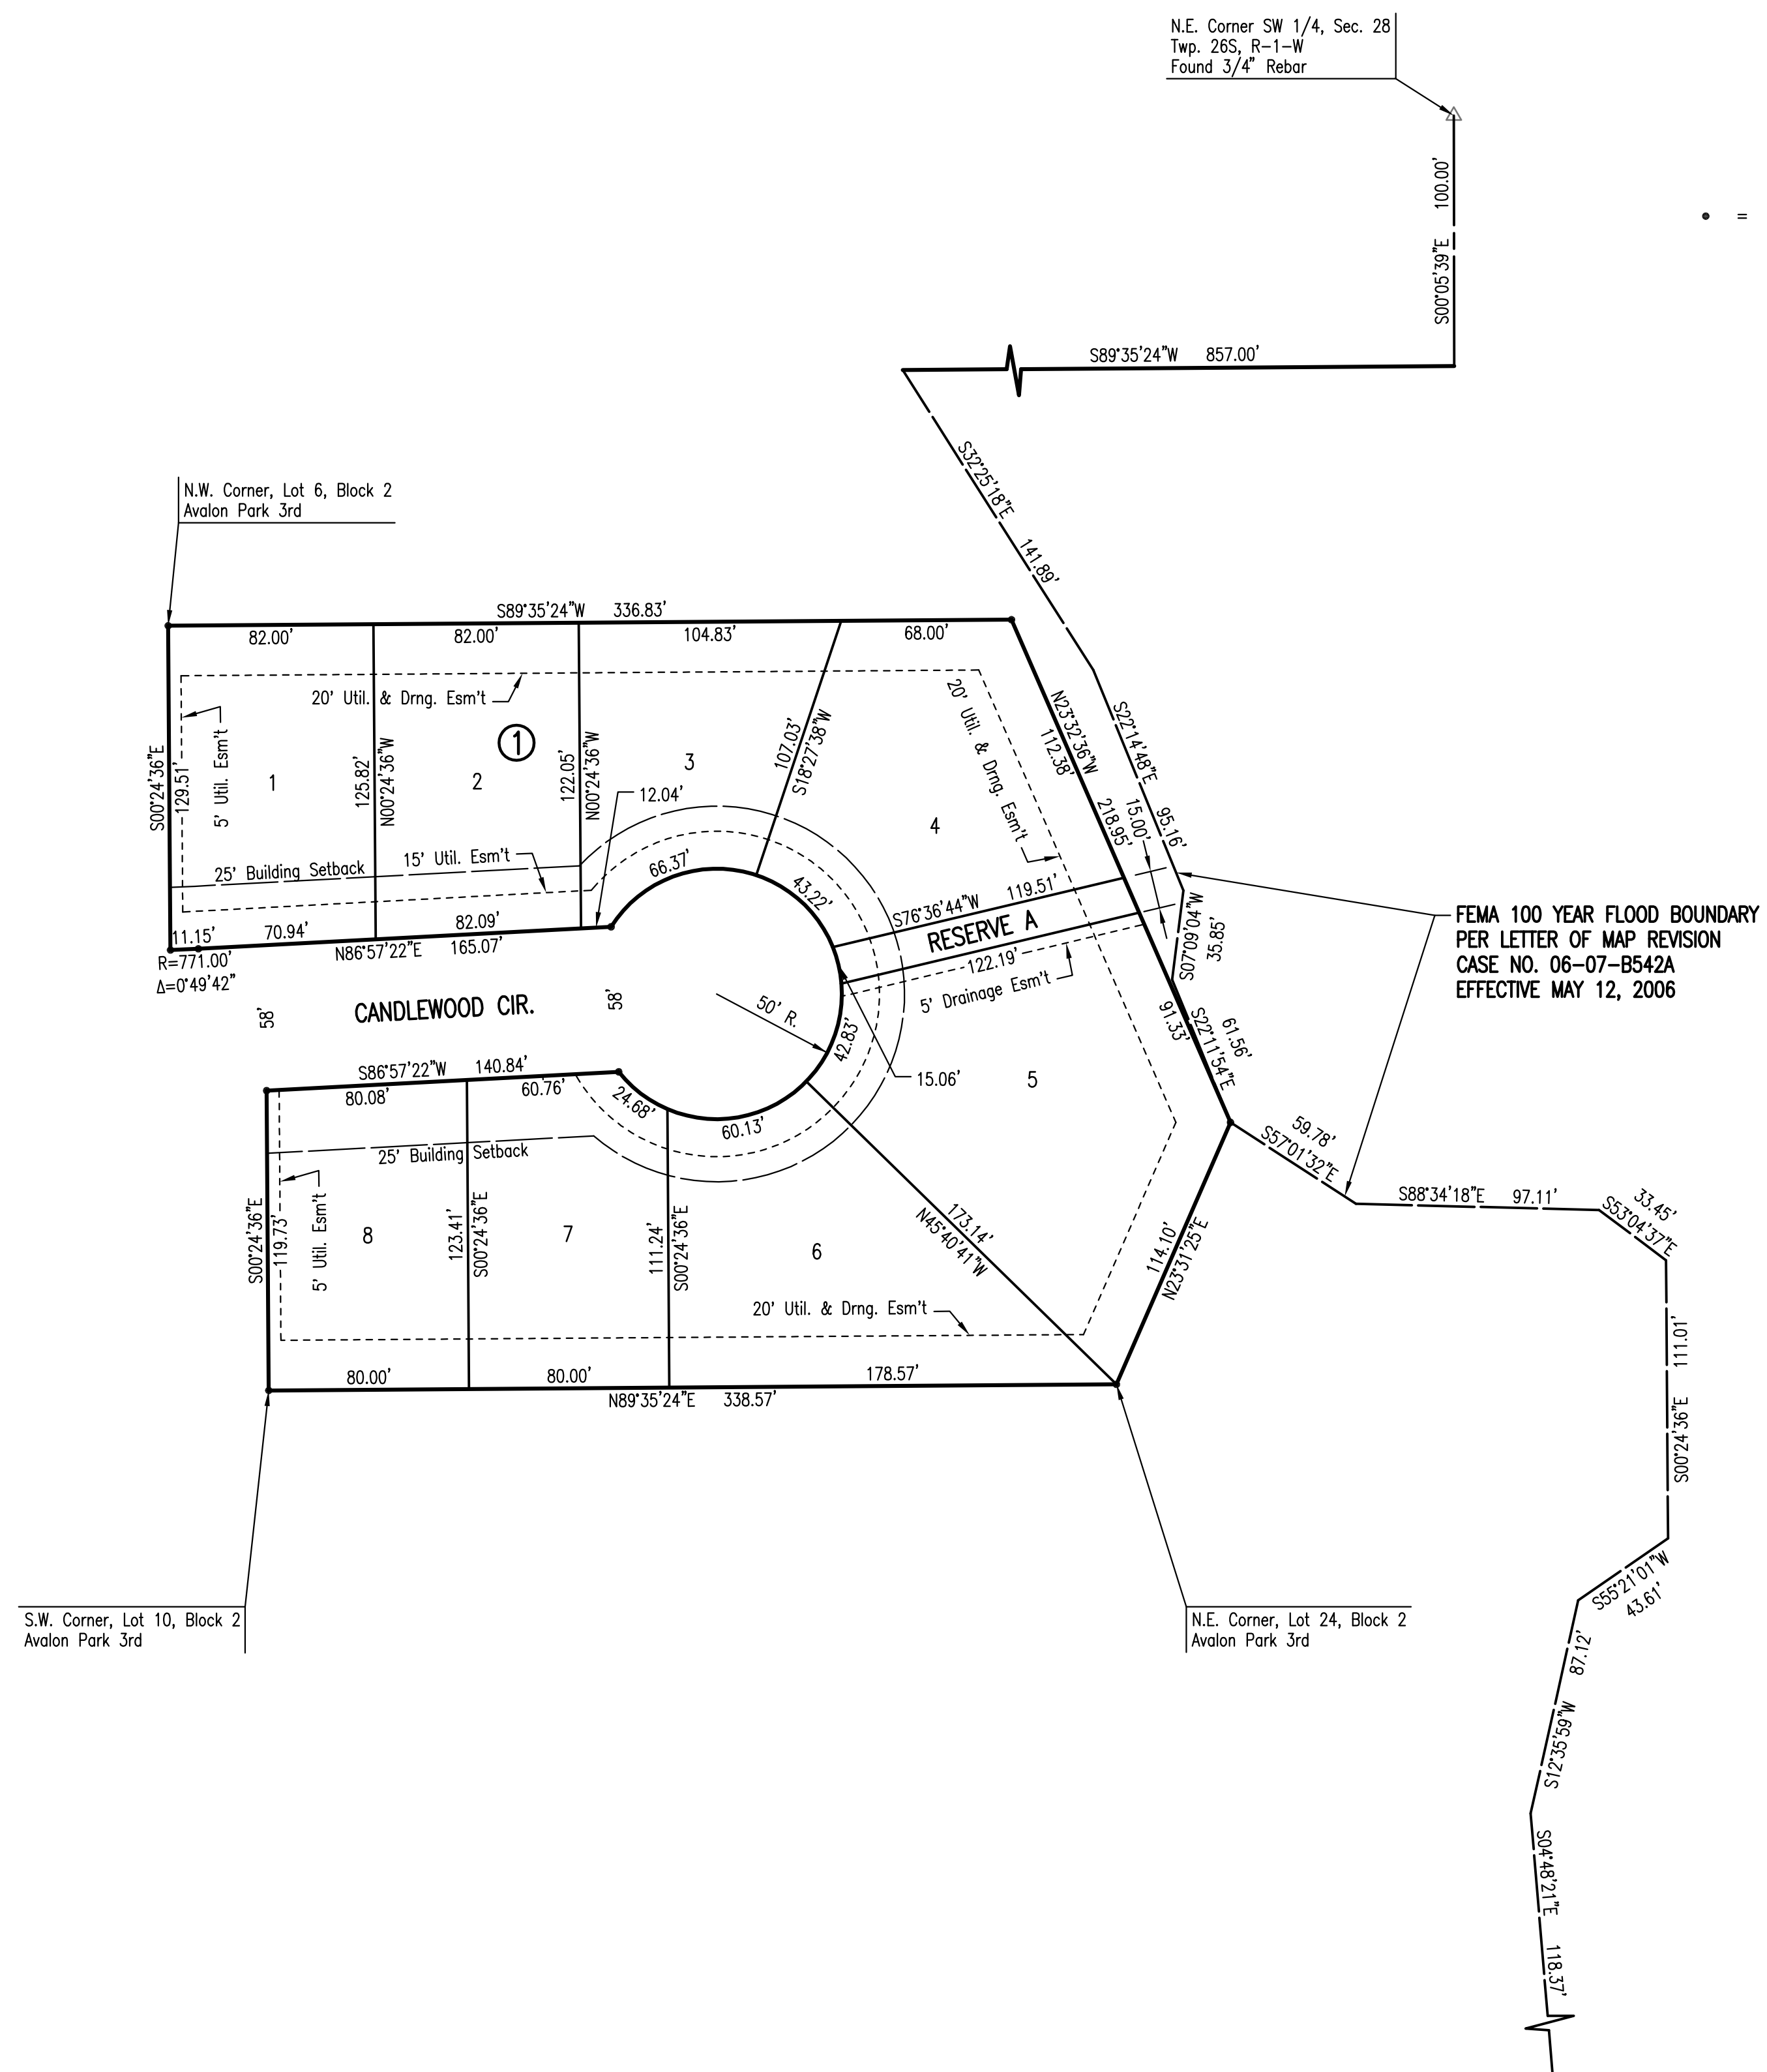 N.E. Corner SW 1/4, Sec. 28
Twp. 26S, R-1-W
Found 3/4" Rebar
S00°05'39"E 100.00'
=
S89°35'24"W 857.00'
S32°25'18"E 141.89'
N.W. Corner, Lot 6, Block 2
Avalon Park 3rd
S89°35'24"W 336.83'
82.00'
82.00'
104.83'
68.00'
20' Util. & Drng. Esm't
20' Util. & Drng. Esm't
N23°32'36"W
112.38'
218.95'
S22°14'48"E 95.16'
15.00'
1
S00°24'36"E
129.51'
5' Util. Esm't
1
125.82'
N00°24'36"W
2
122.05'
N00°24'36"W
3
107.03'
S18°27'38"W
4
12.04'
25' Building Setback
15' Util. Esm't
66.37'
43.22'
S76°36'44"W 119.51'
RESERVE A
122.19'
5' Drainage Esm't
S07°09'04"W
35.85'
FEMA 100 YEAR FLOOD BOUNDARY
PER LETTER OF MAP REVISION
CASE NO. 06-07-B542A
EFFECTIVE MAY 12, 2006
11.15'
70.94'
82.09'
N86°57'22"E 165.07'
R=771.00'
Δ=0°49'42"
58'
CANDLEWOOD CIR.
58'
50' R.
42.83'
15.06'
91.33'
S22°11'54"E
61.56'
5
S86°57'22"W 140.84'
80.08'
60.76'
24.68'
60.13'
25' Building Setback
59.78'
S57°01'32"E
S88°34'18"E 97.11'
33.45'
S53°04'37"E
S00°24'36"E
119.73'
5' Util. Esm't
8
123.41'
S00°24'36"E
7
111.24'
S00°24'36"E
6
173.14'
N45°40'41"W
114.10'
N23°31'25"E
20' Util. & Drng. Esm't
80.00'
80.00'
178.57'
N89°35'24"E 338.57'
S00°24'36"E 111.01'
S55°21'01"W
43.61'
S.W. Corner, Lot 10, Block 2
Avalon Park 3rd
N.E. Corner, Lot 24, Block 2
Avalon Park 3rd
S12°35'59"W 87.12'
S04°48'21"E 118.37'